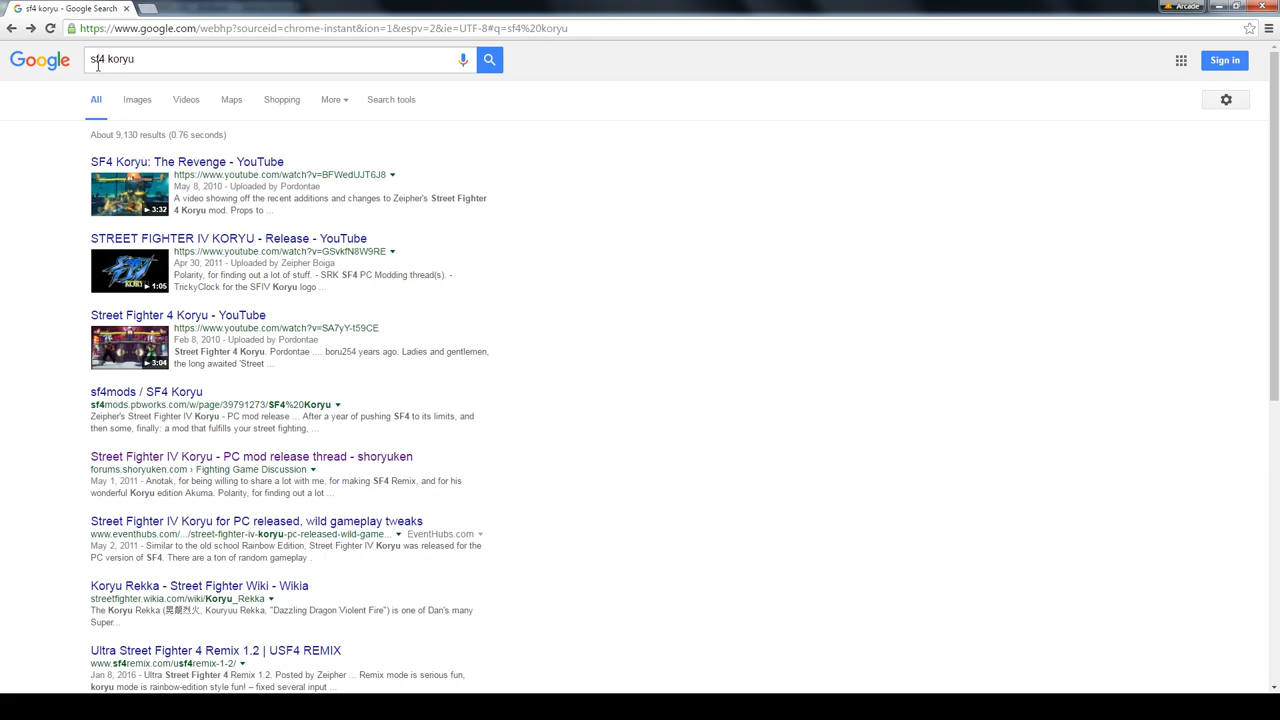 sf4 koryu - Google Search
Arcade
https://www.google.com/webhp?sourceid=chrome-instant&ion=1&espv=2&ie=UTF-8#q=sf4%20koryu
Google sf4 koryu Sign in
All Images Videos Maps Shopping More Search tools
About 9,130 results (0.76 seconds)
SF4 Koryu: The Revenge - YouTube
https://www.youtube.com/watch?v=BFWedUJT6J8
May 8, 2010 - Uploaded by Pordontae
A video showing off the recent additions and changes to Zeipher's Street Fighter
4 Koryu mod. Props to ...
3:32
STREET FIGHTER IV KORYU - Release - YouTube
https://www.youtube.com/watch?v=GSvkfN8W9RE
Apr 30, 2011 - Uploaded by Zeipher Boiga
Polarity, for finding out a lot of stuff. - SRK SF4 PC Modding thread(s). -
TrickyClock for the SFIV Koryu logo ...
1:05
Street Fighter 4 Koryu - YouTube
https://www.youtube.com/watch?v=SA7yY-t59CE
Feb 8, 2010 - Uploaded by Pordontae
Street Fighter 4 Koryu. Pordontae .... boru254 years ago. Ladies and gentlemen,
the long awaited 'Street ...
3:04
sf4mods / SF4 Koryu
sf4mods.pbworks.com/w/page/39791273/SF4%20Koryu
Zeipher's Street Fighter IV Koryu - PC mod release ... After a year of pushing SF4 to its limits, and
then some, finally: a mod that fulfills your street fighting, ...
Street Fighter IV Koryu - PC mod release thread - shoryuken
forums.shoryuken.com › Fighting Game Discussion
May 1, 2011 - Anotak, for being willing to share a lot with me, for making SF4 Remix, and for his
wonderful Koryu edition Akuma. Polarity, for finding out a lot ...
Street Fighter IV Koryu for PC released, wild gameplay tweaks
www.eventhubs.com/.../street-fighter-iv-koryu-pc-released-wild-game... EventHubs.com
May 2, 2011 - Similar to the old school Rainbow Edition, Street Fighter IV Koryu was released for the
PC version of SF4. There are a ton of random gameplay .
Koryu Rekka - Street Fighter Wiki - Wikia
streetfighter.wikia.com/wiki/Koryu_Rekka
The Koryu Rekka (晃龍烈火, Kouryuu Rekka, "Dazzling Dragon Violent Fire") is one of Dan's many
Super...
Ultra Street Fighter 4 Remix 1.2 | USF4 REMIX
www.sf4remix.com/usf4remix-1-2/
Jan 8, 2016 - Ultra Street Fighter 4 Remix 1.2. Posted by Zeipher ... Remix mode is serious fun,
koryu mode is rainbow-edition style fun! – fixed several input ...